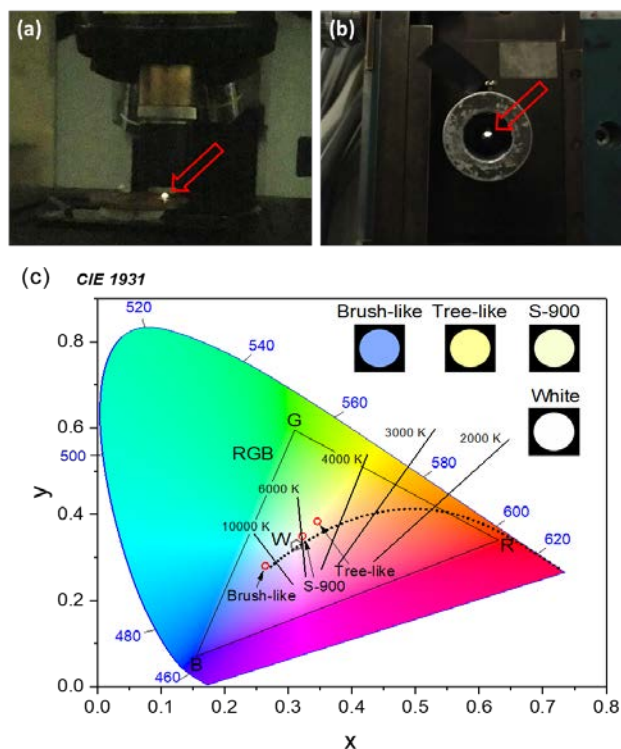 (a)
(b)
(c) CIE 1931
520
540
560
580
600
620
500
480
460
Brush-like Tree-like S-900
White
G
RGB
3000 K
2000 K
4000 K
6000 K
10000 K
W
R
B
Brush-like
S-900
Tree-like
0.8
0.6
0.4
0.2
0.0
y
0.0 0.1 0.2 0.3 0.4 0.5 0.6 0.7 0.8
x